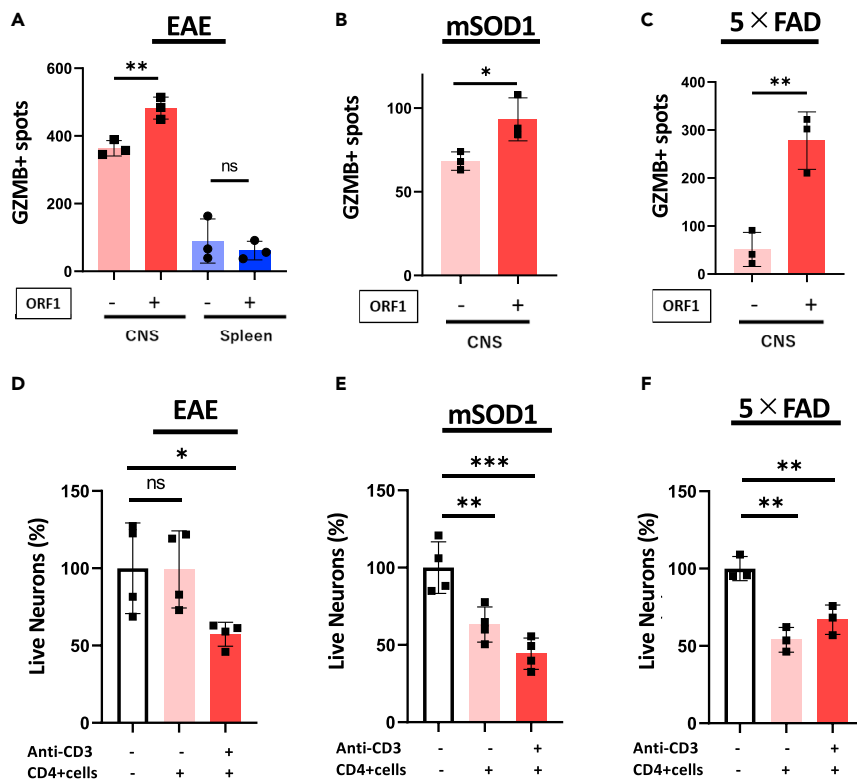 A
EAE
GZMB+ spots
600
400
200
0
**
ns
ORF1
- + - +
CNS Spleen
B
mSOD1
GZMB+ spots
100
50
0
*
ORF1
- +
CNS
C
5 × FAD
GZMB+ spots
400
300
200
100
0
**
ORF1
- +
CNS
D
EAE
Live Neurons (%)
150
100
50
0
*
ns
Anti-CD3 - - +
CD4+cells - + +
E
mSOD1
Live Neurons (%)
150
100
50
0
***
**
Anti-CD3 - - +
CD4+cells - + +
F
5 × FAD
Live Neurons (%)
150
100
50
0
**
**
Anti-CD3 - - +
CD4+cells - + +